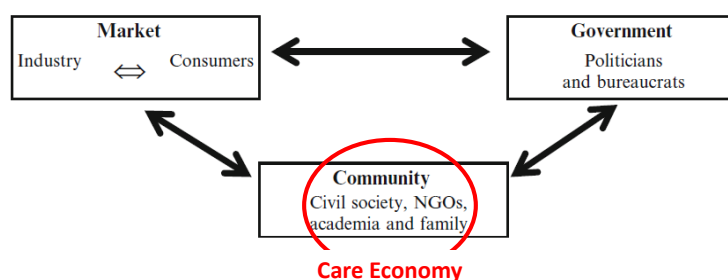 Market
Industry ⇔ Consumers
Government
Politicians
and bureaucrats
Community
Civil society, NGOs,
academia and family
Care Economy